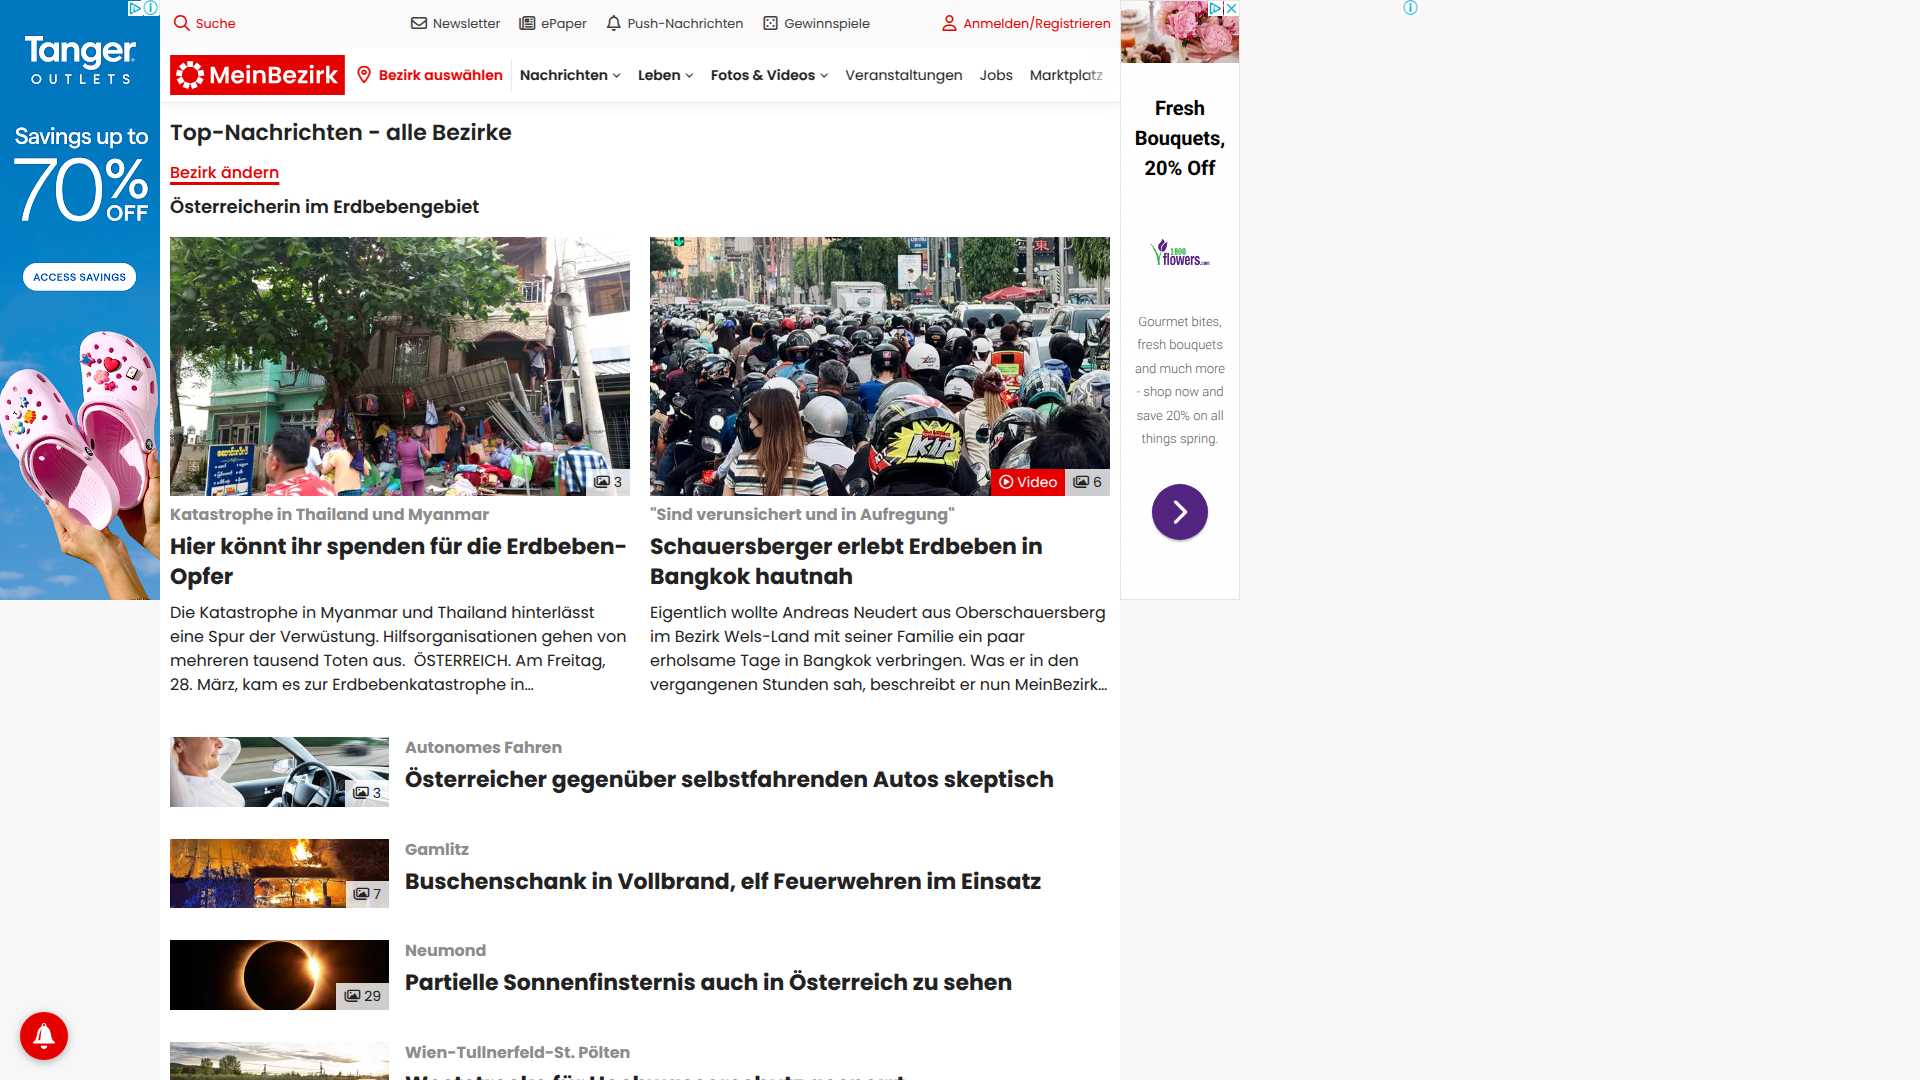 Suche
Newsletter
ePaper
Push-Nachrichten
Gewinnspiele
Anmelden/Registrieren
MeinBezirk
Bezirk auswählen
Nachrichten
Leben
Fotos & Videos
Veranstaltungen
Jobs
Marktplatz
Tanger
OUTLETS
Savings up to
70%
OFF
ACCESS SAVINGS
Top-Nachrichten - alle Bezirke
Bezirk ändern
Österreicherin im Erdbebengebiet
3
Katastrophe in Thailand und Myanmar
Hier könnt ihr spenden für die Erdbeben-
Opfer
Die Katastrophe in Myanmar und Thailand hinterlässt
eine Spur der Verwüstung. Hilfsorganisationen gehen von
mehreren tausend Toten aus.  ÖSTERREICH. Am Freitag,
28. März, kam es zur Erdbebenkatastrophe in...
KIP
Video
6
"Sind verunsichert und in Aufregung"
Schauersberger erlebt Erdbeben in
Bangkok hautnah
Eigentlich wollte Andreas Neudert aus Oberschauersberg
im Bezirk Wels-Land mit seiner Familie ein paar
erholsame Tage in Bangkok verbringen. Was er in den
vergangenen Stunden sah, beschreibt er nun MeinBezirk...
3
Autonomes Fahren
Österreicher gegenüber selbstfahrenden Autos skeptisch
7
Gamlitz
Buschenschank in Vollbrand, elf Feuerwehren im Einsatz
29
Neumond
Partielle Sonnenfinsternis auch in Österreich zu sehen
Wien-Tullnerfeld-St. Pölten
Weststrecke für Hochwasserschutz gesperrt
Fresh
Bouquets,
20% Off
1800
flowers.com
Gourmet bites,
fresh bouquets
and much more
- shop now and
save 20% on all
things spring.